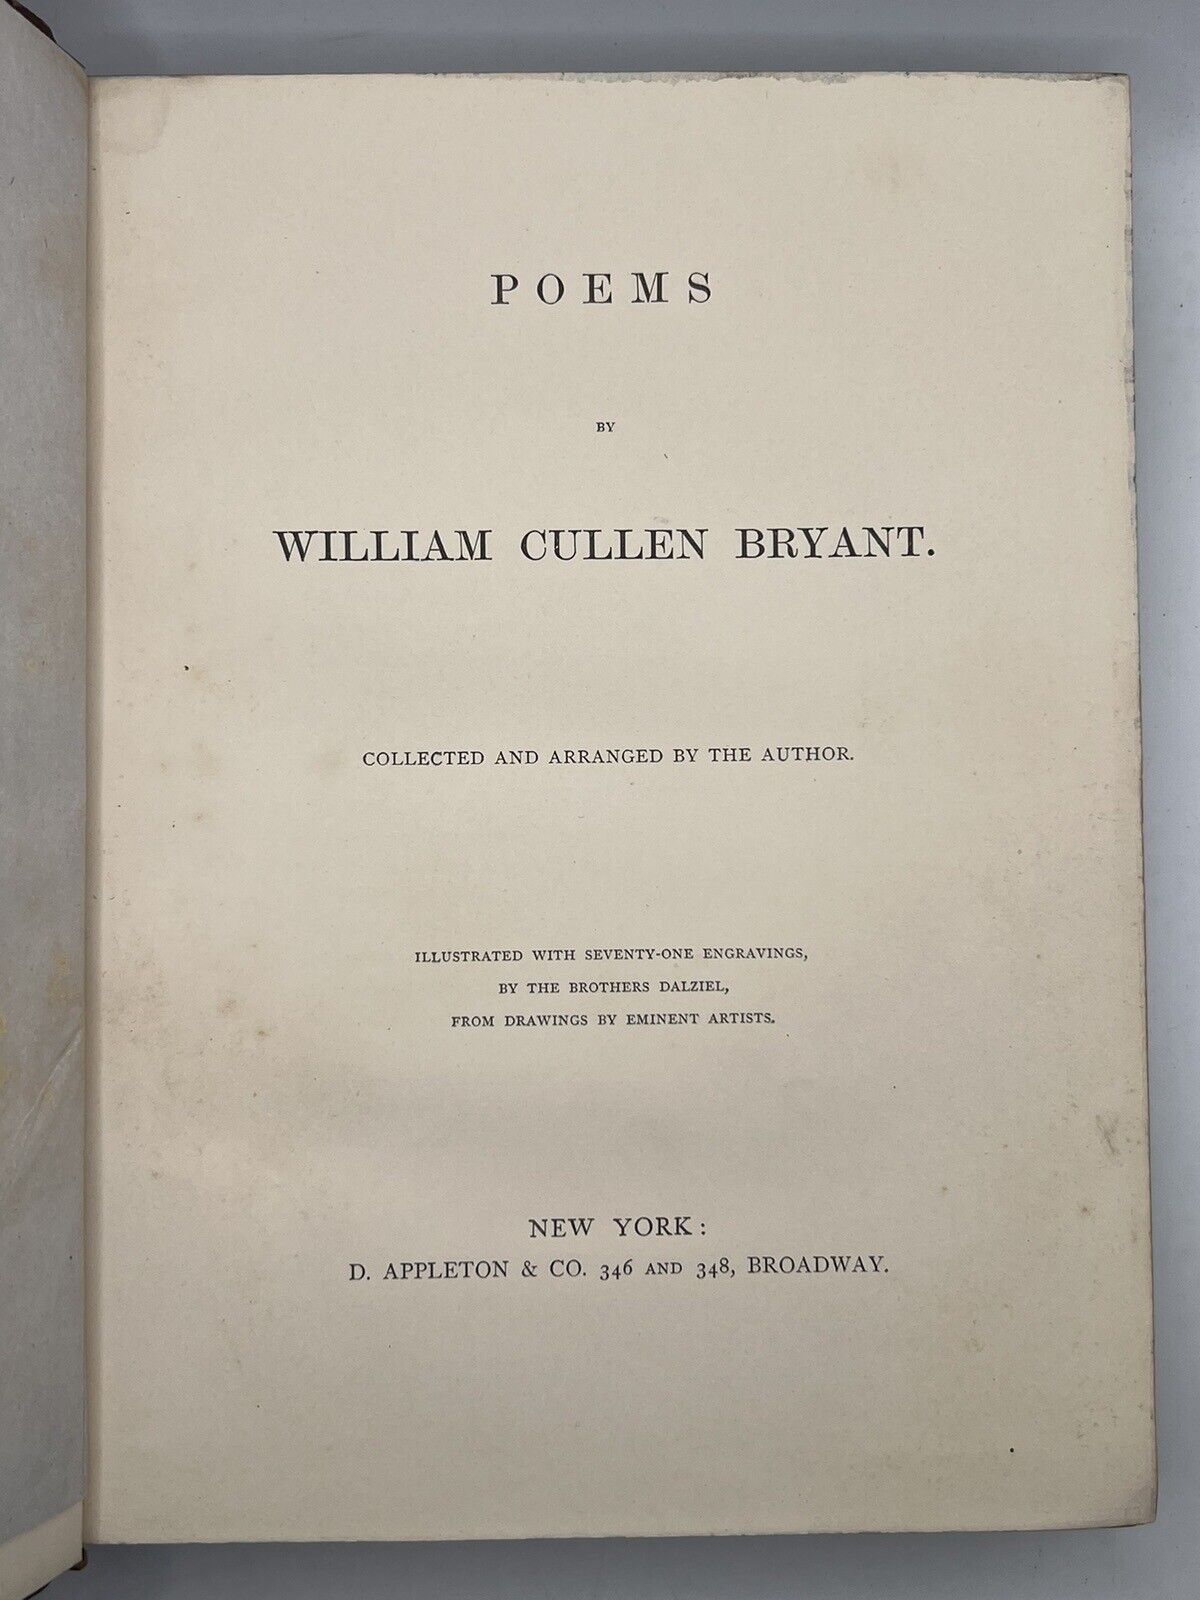 POEMS
BY
WILLIAM CULLEN BRYANT.
COLLECTED AND ARRANGED BY THE AUTHOR.
ILLUSTRATED WITH SEVENTY-ONE ENGRAVINGS,
BY THE BROTHERS DALZIEL,
FROM DRAWINGS BY EMINENT ARTISTS.
NEW YORK:
D. APPLETON & CO. 346 AND 348, BROADWAY.